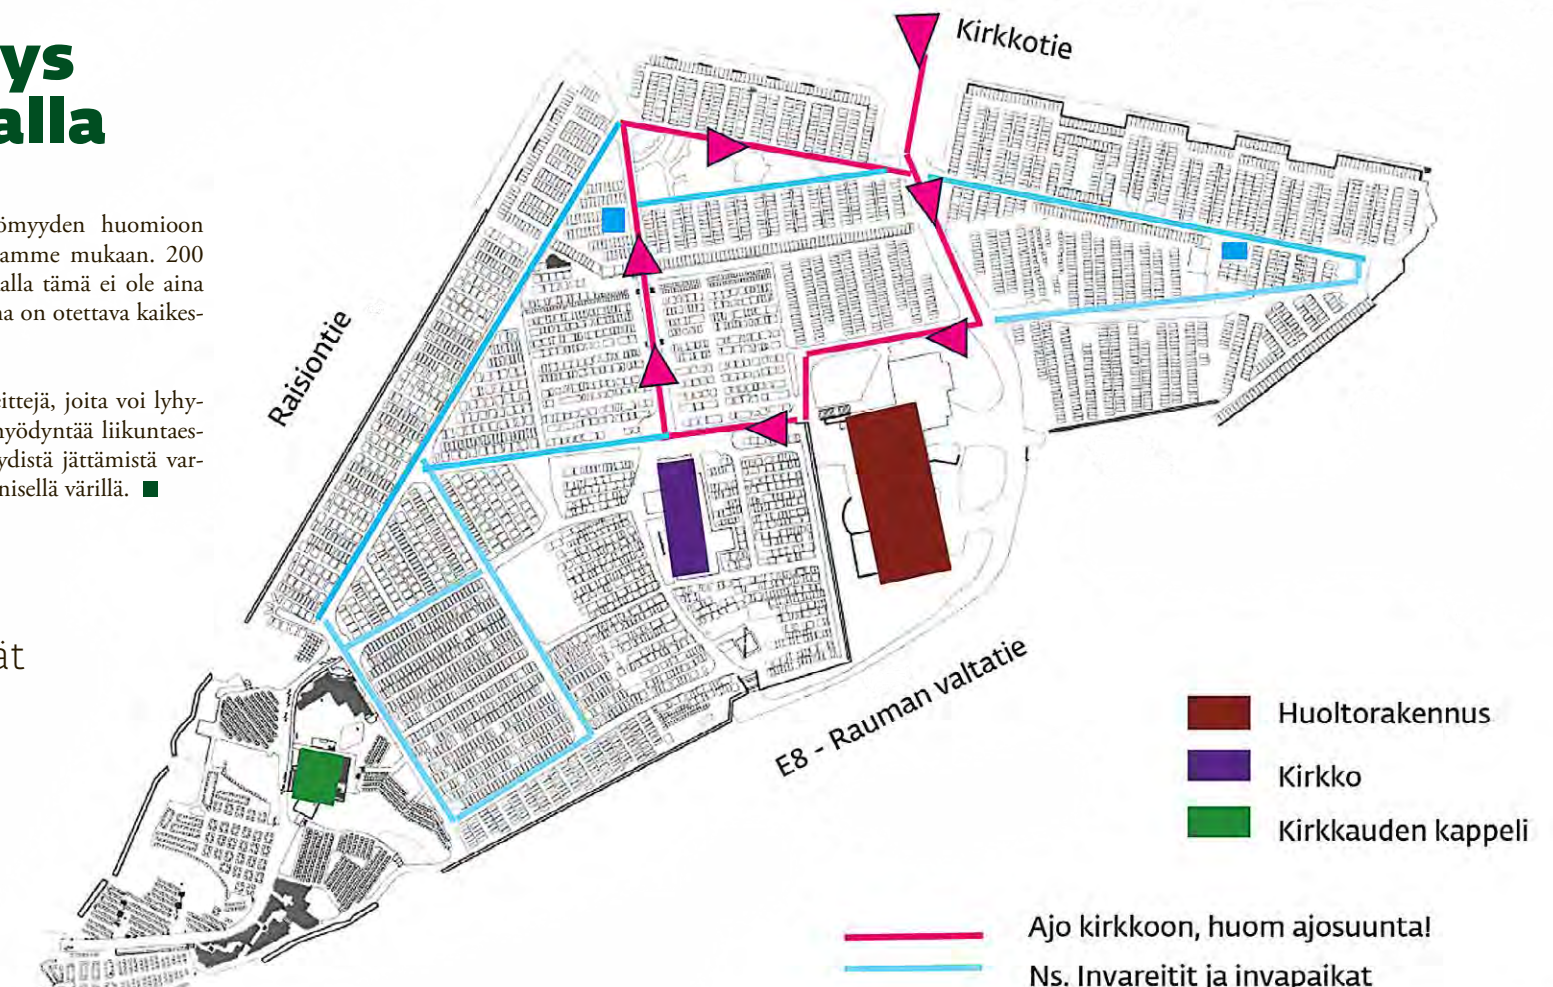 ys
alla
ömyyden huomioon
amme mukaan. 200
alla tämä ei ole aina
na on otettava kaikes-
eittejä, joita voi lyhy-
yödyntää liikuntaes-
ydistä jättämistä var-
nisellä värillä.
ät
Kirkkotie
Raisiontie
E8 - Rauman valtatie
Huoltorakennus
Kirkko
Kirkkauden kappeli
Ajo kirkkoon, huom ajosuunta!
Ns. Invareitit ja invapaikat